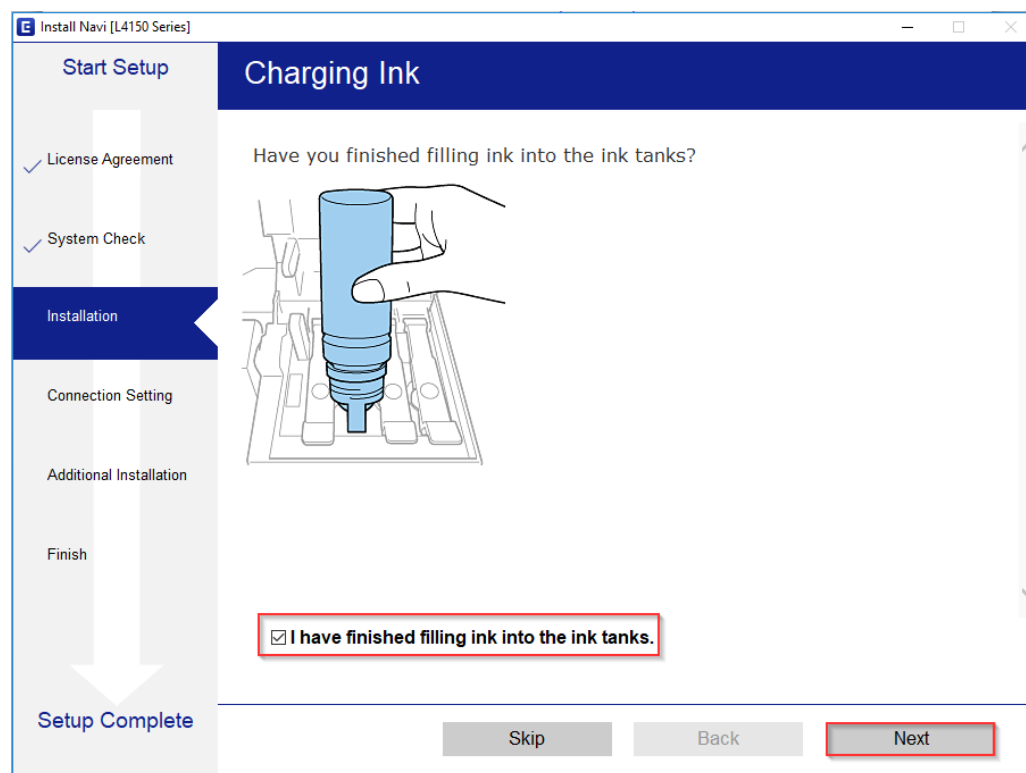 Install Navi [L4150 Series]
Start Setup
Charging Ink
License Agreement
System Check
Installation
Connection Setting
Additional Installation
Finish
Setup Complete
Have you finished filling ink into the ink tanks?
I have finished filling ink into the ink tanks.
Skip
Back
Next